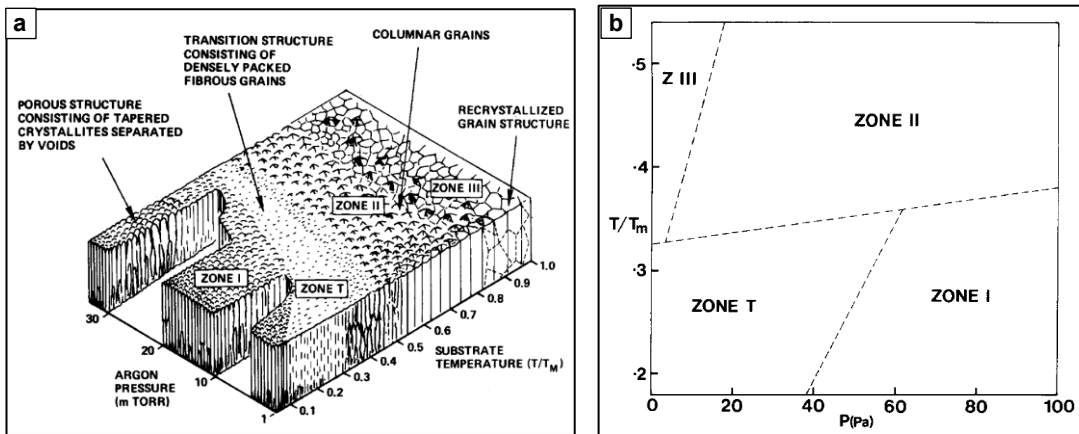 a
TRANSITION STRUCTURE
CONSISTING OF
DENSELY PACKED
FIBROUS GRAINS
COLUMNAR GRAINS
POROUS STRUCTURE
CONSISTING OF TAPERED
CRYSTALLITES SEPARATED
BY VOIDS
RECRYSTALLIZED
GRAIN STRUCTURE
ZONE III
ZONE II
ZONE I
ZONE T
30
20
10
1
ARGON
PRESSURE
(m TORR)
0.1
0.2
0.3
0.4
0.5
0.6
0.7
0.8
0.9
1.0
SUBSTRATE
TEMPERATURE (T/TM)
b
.5
.4
T/Tm
.3
.2
Z III
ZONE II
ZONE T
ZONE I
0
20
40
60
80
100
P(Pa)